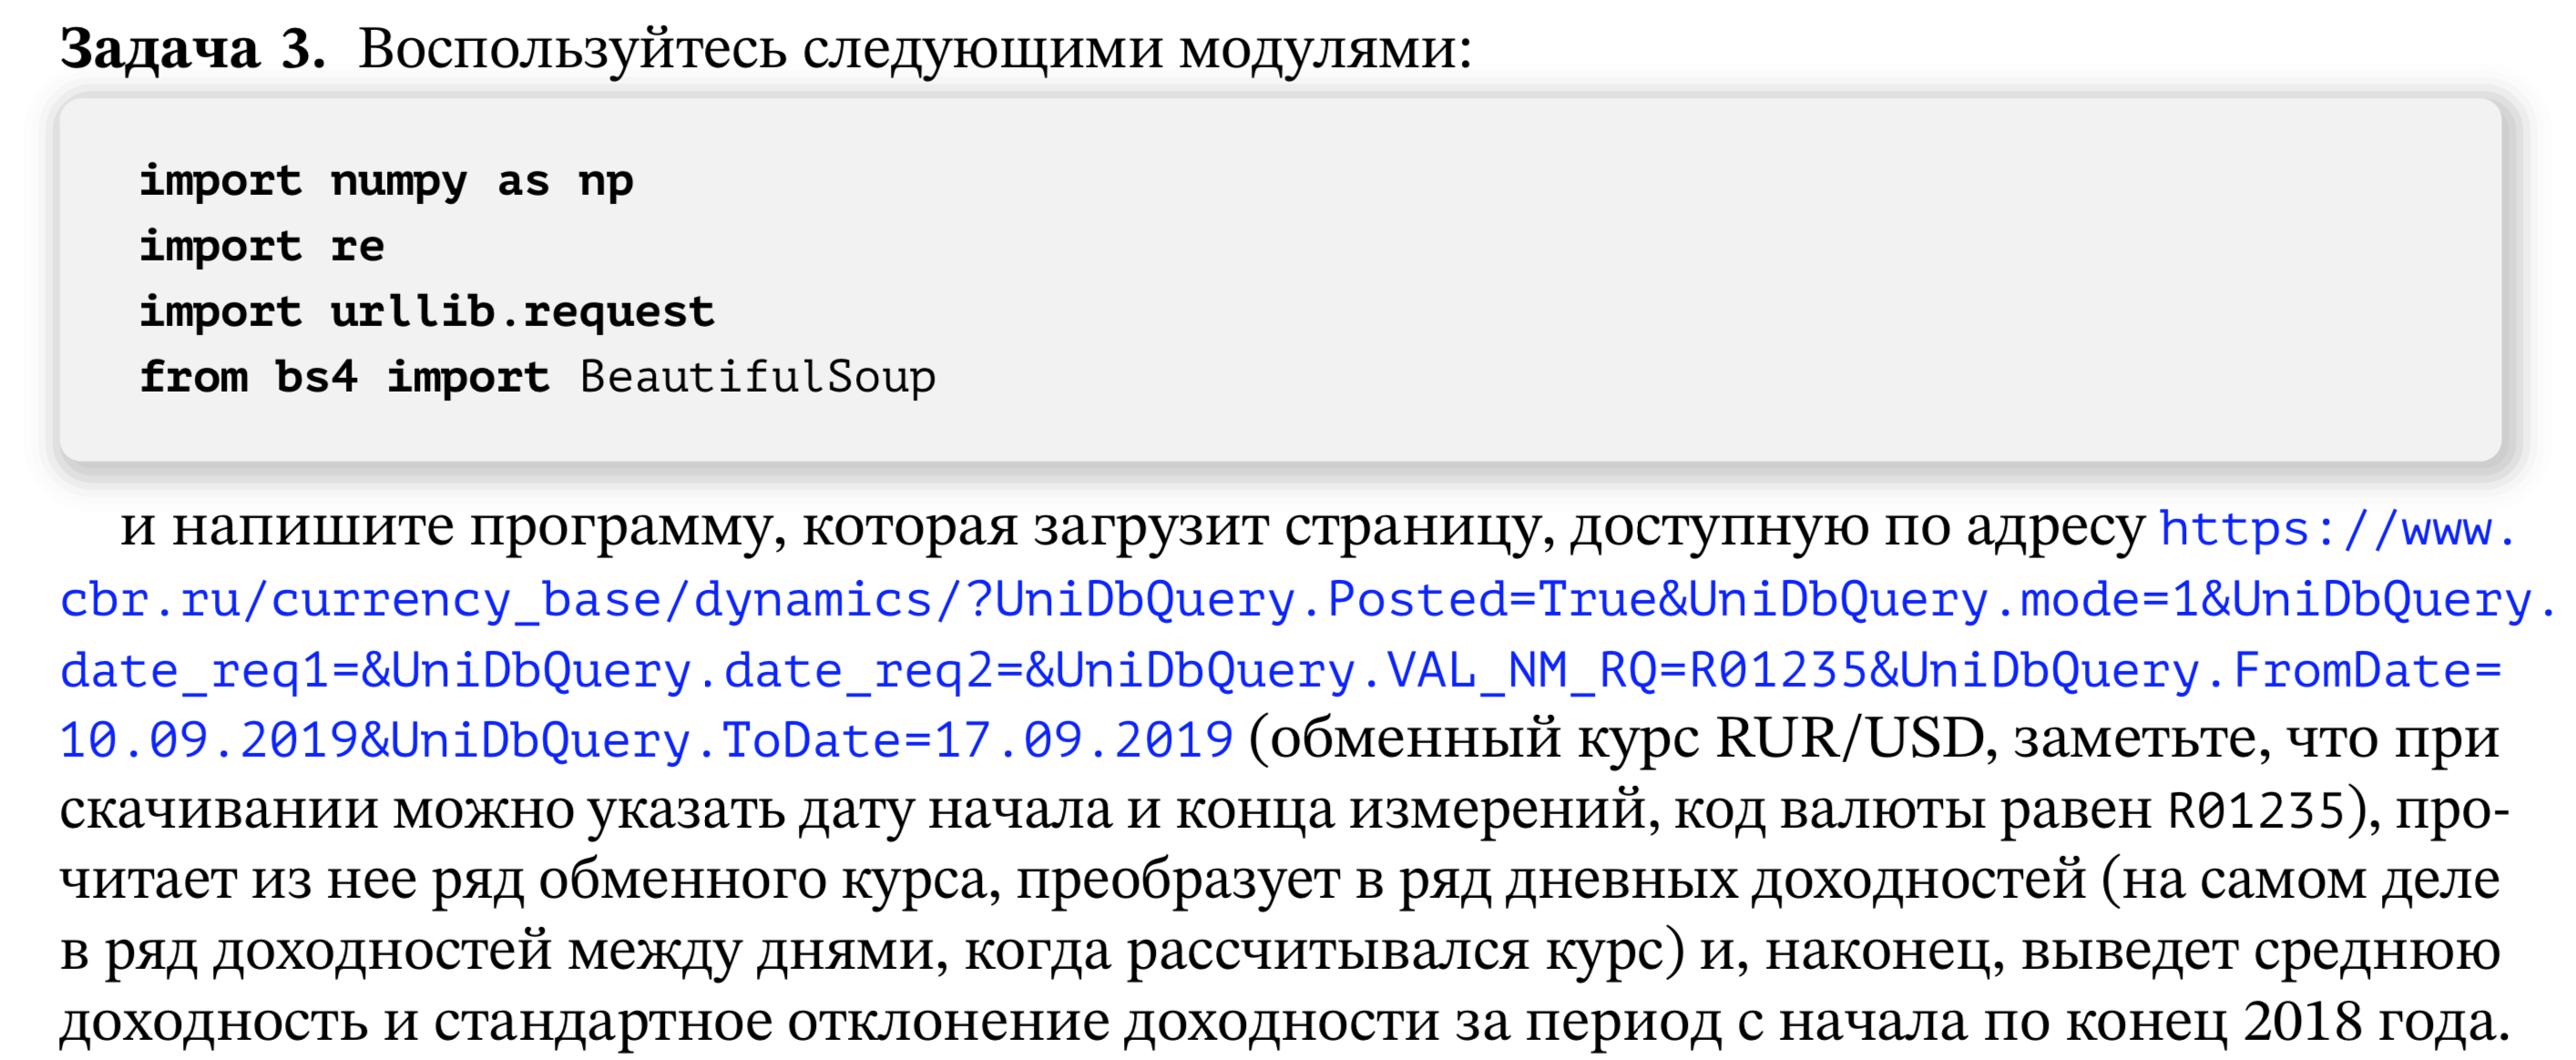 Задача 3. Воспользуйтесь следующими модулями:
import numpy as np
import re
import urllib.request
from bs4 import BeautifulSoup
и напишите программу, которая загрузит страницу, доступную по адресу https://www.
cbr.ru/currency_base/dynamics/?UniDbQuery.Posted=True&UniDbQuery.mode=1&UniDbQuery.
date_req1=&UniDbQuery.date_req2=&UniDbQuery.VAL_NM_RQ=R01235&UniDbQuery.FromDate=
10.09.2019&UniDbQuery.ToDate=17.09.2019 (обменный курс RUR/USD, заметьте, что при
скачивании можно указать дату начала и конца измерений, код валюты равен R01235), про-
читает из нее ряд обменного курса, преобразует в ряд дневных доходностей (на самом деле
в ряд доходностей между днями, когда рассчитывался курс) и, наконец, выведет среднюю
доходность и стандартное отклонение доходности за период с начала по конец 2018 года.